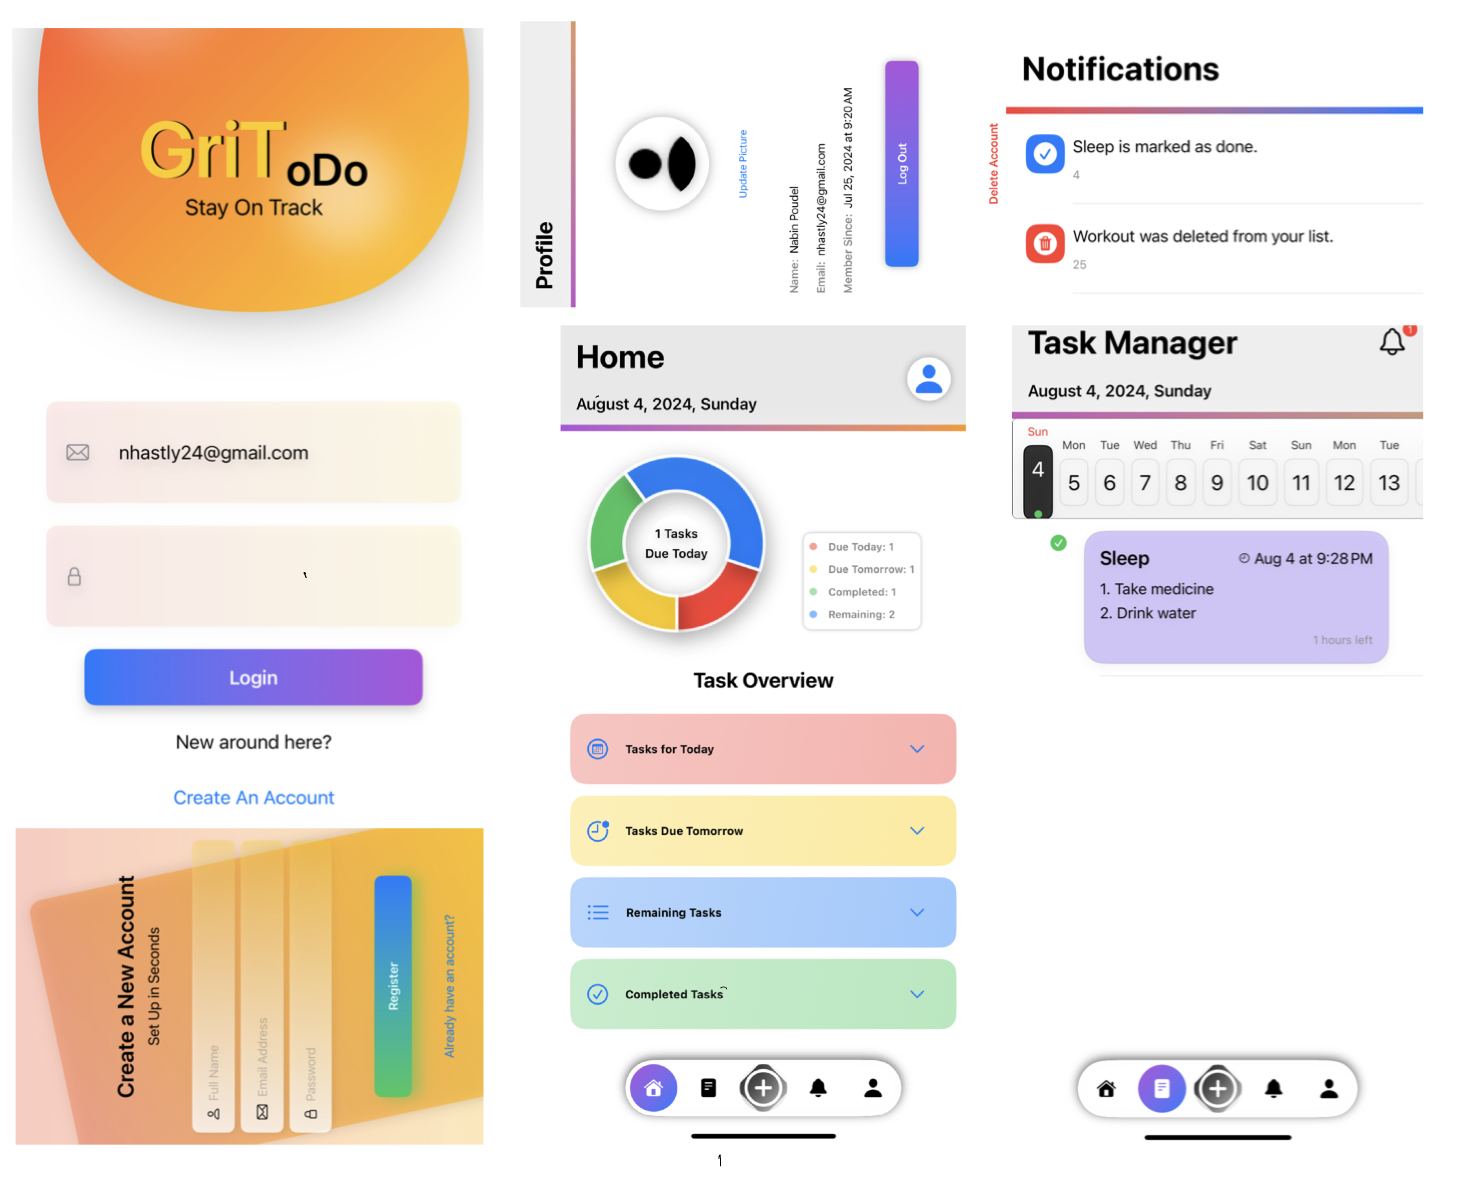 GriT
oDo
Stay On Track
nhastly24@gmail.com
Login
New around here?
Create An Account
Create a New Account
Set Up in Seconds
Full Name
Email Address
Password
Register
Already have an account?
Profile
Update Picture
Name: Nabin Poudel
Email: nhastly24@gmail.com
Member Since: Jul 25, 2024 at 9:20 AM
Log Out
Delete Account
Home
August 4, 2024, Sunday
1 Tasks
Due Today
Due Today: 1
Due Tomorrow: 1
Completed: 1
Remaining: 2
Task Overview
Tasks for Today
Tasks Due Tomorrow
Remaining Tasks
Completed Tasks
1
Notifications
Sleep is marked as done.
4
Workout was deleted from your list.
25
Task Manager
1
August 4, 2024, Sunday
Sun Mon Tue Wed Thu Fri Sat Sun Mon Tue
4 5 6 7 8 9 10 11 12 13
Sleep Aug 4 at 9:28 PM
1. Take medicine
2. Drink water
1 hours left